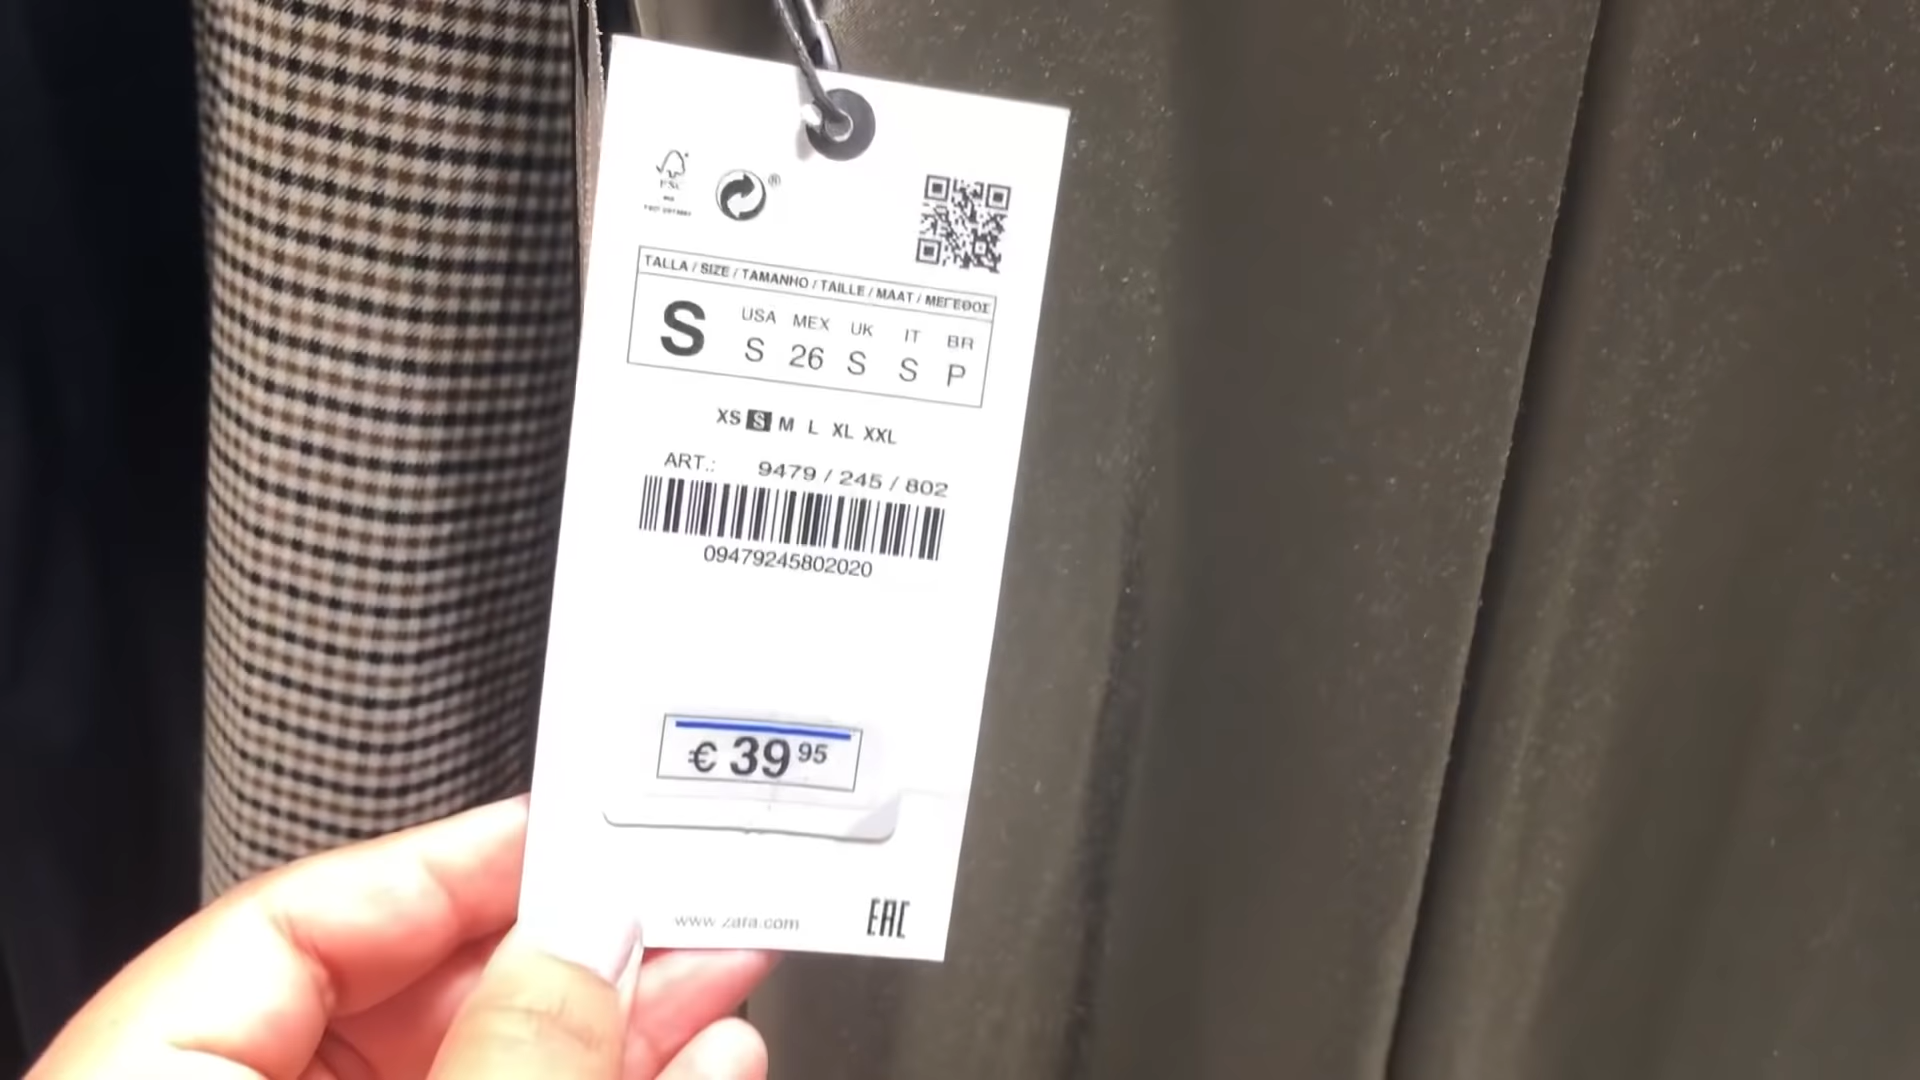 FSC
®
TALLA / SIZE / TAMANHO / TAILLE / MAAT / ΜΕΓΕΘΟΣ
S
USA MEX UK IT BR
S 26 S S P
XS S M L XL XXL
ART.: 9479 / 245 / 802
09479245802020
€ 39 95
www.zara.com
EAC